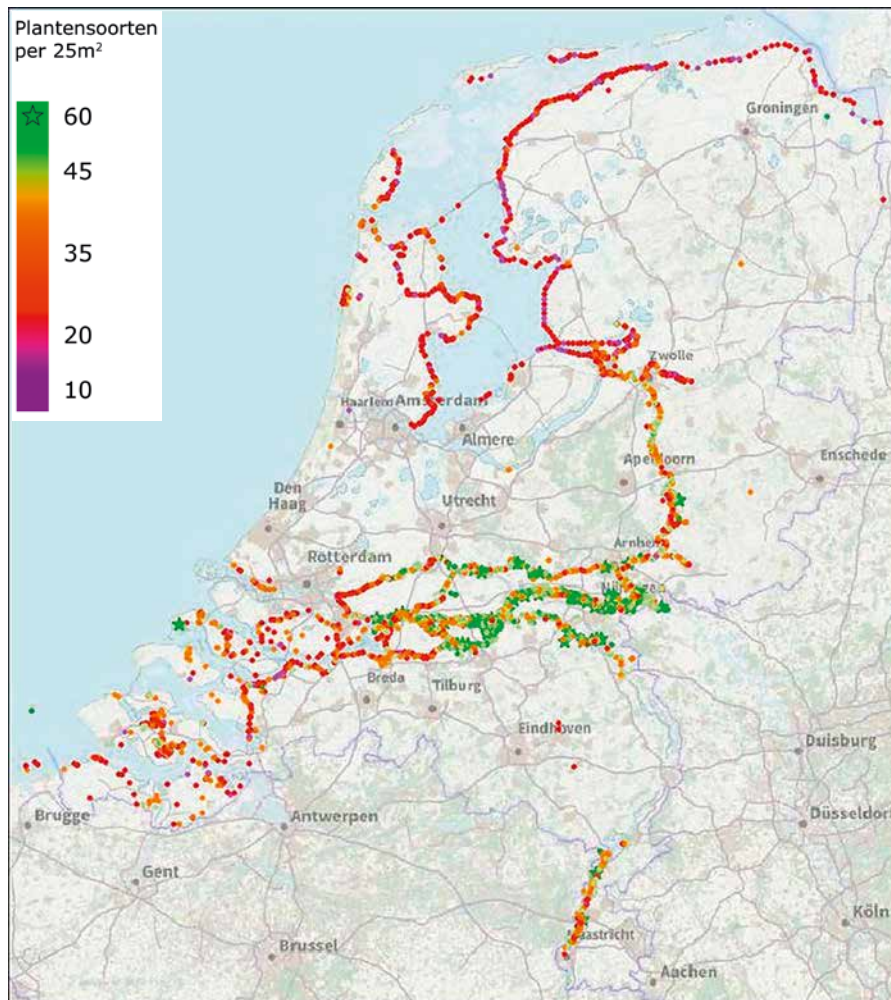 Plantensoorten
per 25m²
60
45
35
20
10
Groningen
Zwolle
Haarlem
Amsterdam
Almere
Enschede
Apeldoorn
Den
Haag
Utrecht
Arnhem
Rotterdam
Nijmegen
Breda
Tilburg
Eindhoven
Duisburg
Brugge
Antwerpen
Düsseldorf
Gent
Köln
Maastricht
Brussel
Aachen